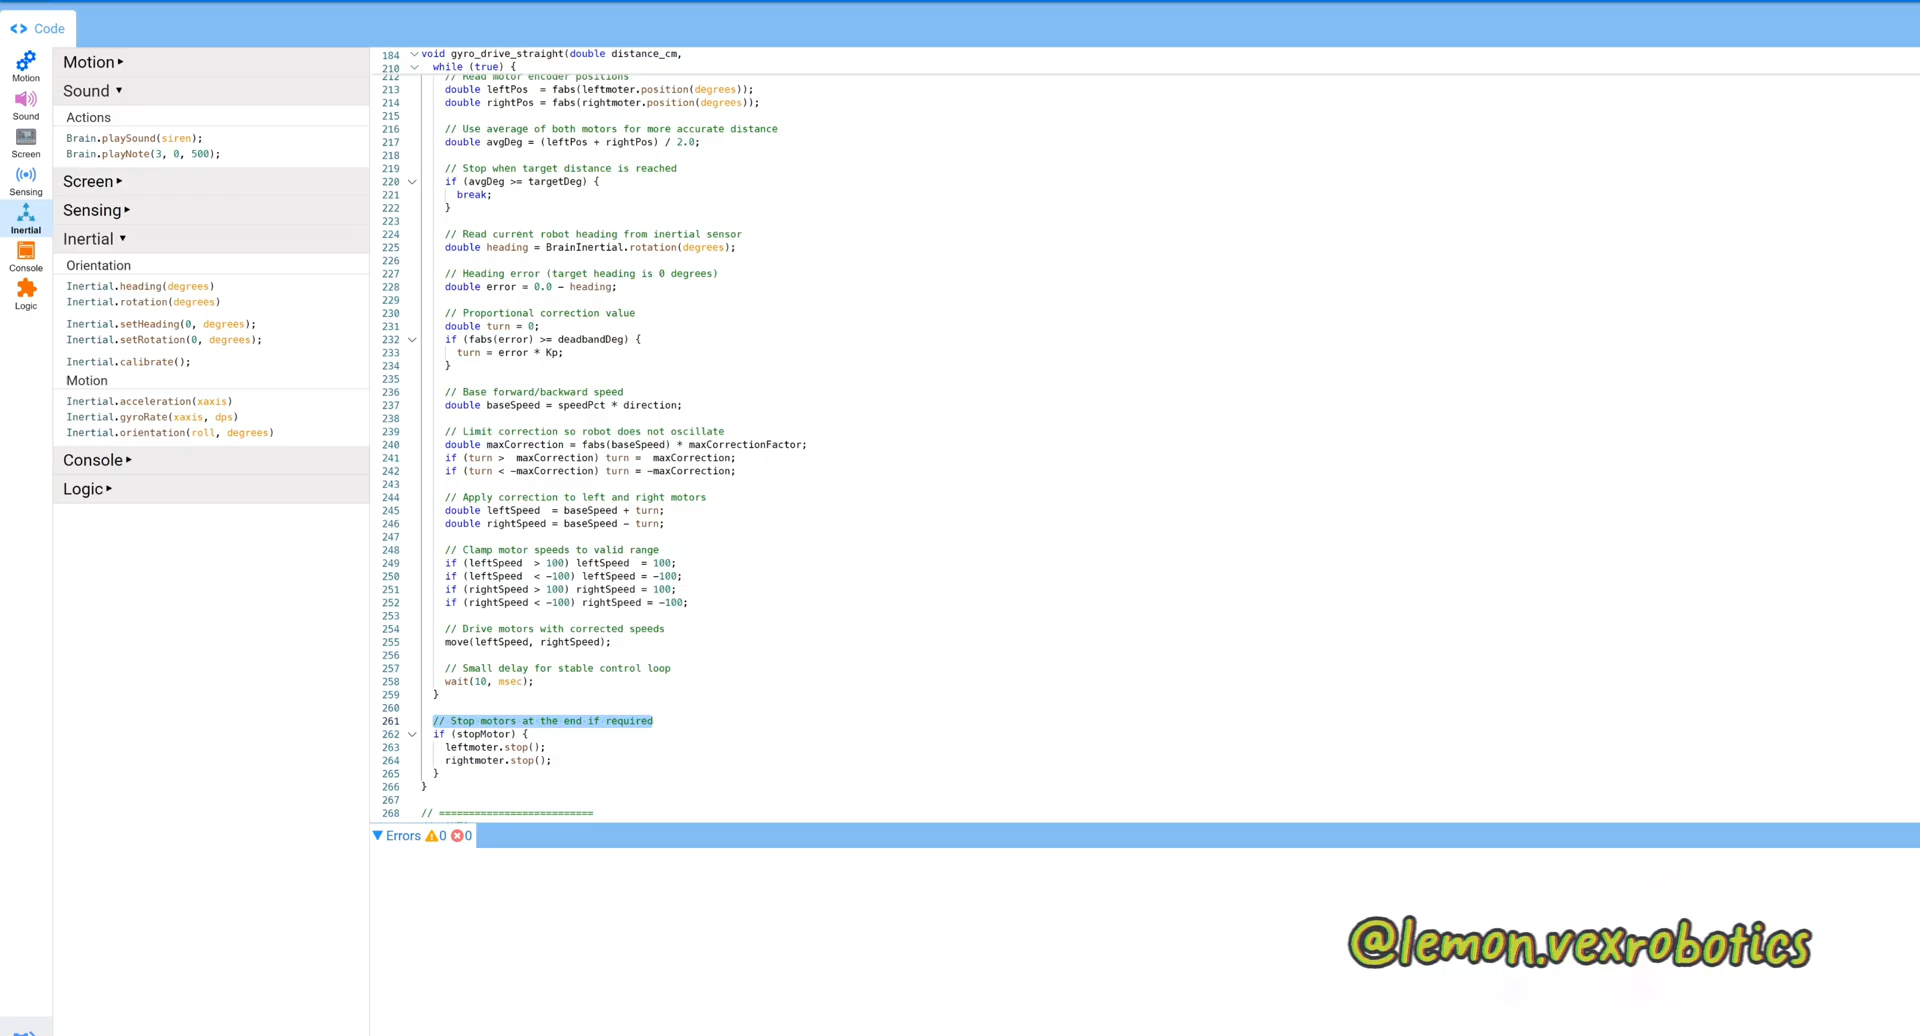 Code
Motion
Sound
Screen
Sensing
Inertial
Console
Logic
Motion
Sound
Actions
Brain.playSound(siren);
Brain.playNote(3, 0, 500);
Screen
Sensing
Inertial
Orientation
Inertial.heading(degrees)
Inertial.rotation(degrees)
Inertial.setHeading(0, degrees);
Inertial.setRotation(0, degrees);
Inertial.calibrate();
Motion
Inertial.acceleration(xaxis)
Inertial.gyroRate(xaxis, dps)
Inertial.orientation(roll, degrees)
Console
Logic
184 void gyro_drive_straight(double distance_cm,
210 while (true) {
212 // Read motor encoder positions
213 double leftPos  = fabs(leftmoter.position(degrees));
214 double rightPos = fabs(rightmoter.position(degrees));
215
216 // Use average of both motors for more accurate distance
217 double avgDeg = (leftPos + rightPos) / 2.0;
218
219 // Stop when target distance is reached
220 if (avgDeg >= targetDeg) {
221 break;
222 }
223
224 // Read current robot heading from inertial sensor
225 double heading = BrainInertial.rotation(degrees);
226
227 // Heading error (target heading is 0 degrees)
228 double error = 0.0 - heading;
229
230 // Proportional correction value
231 double turn = 0;
232 if (fabs(error) >= deadbandDeg) {
233 turn = error * Kp;
234 }
235
236 // Base forward/backward speed
237 double baseSpeed = speedPct * direction;
238
239 // Limit correction so robot does not oscillate
240 double maxCorrection = fabs(baseSpeed) * maxCorrectionFactor;
241 if (turn >  maxCorrection) turn =  maxCorrection;
242 if (turn < -maxCorrection) turn = -maxCorrection;
243
244 // Apply correction to left and right motors
245 double leftSpeed  = baseSpeed + turn;
246 double rightSpeed = baseSpeed - turn;
247
248 // Clamp motor speeds to valid range
249 if (leftSpeed  > 100) leftSpeed  = 100;
250 if (leftSpeed  < -100) leftSpeed = -100;
251 if (rightSpeed > 100) rightSpeed = 100;
252 if (rightSpeed < -100) rightSpeed = -100;
253
254 // Drive motors with corrected speeds
255 move(leftSpeed, rightSpeed);
256
257 // Small delay for stable control loop
258 wait(10, msec);
259 }
260
261 // Stop motors at the end if required
262 if (stopMotor) {
263 leftmoter.stop();
264 rightmoter.stop();
265 }
266 }
267
268 // ==========================
Errors 0 0
@lemon.vexrobotics